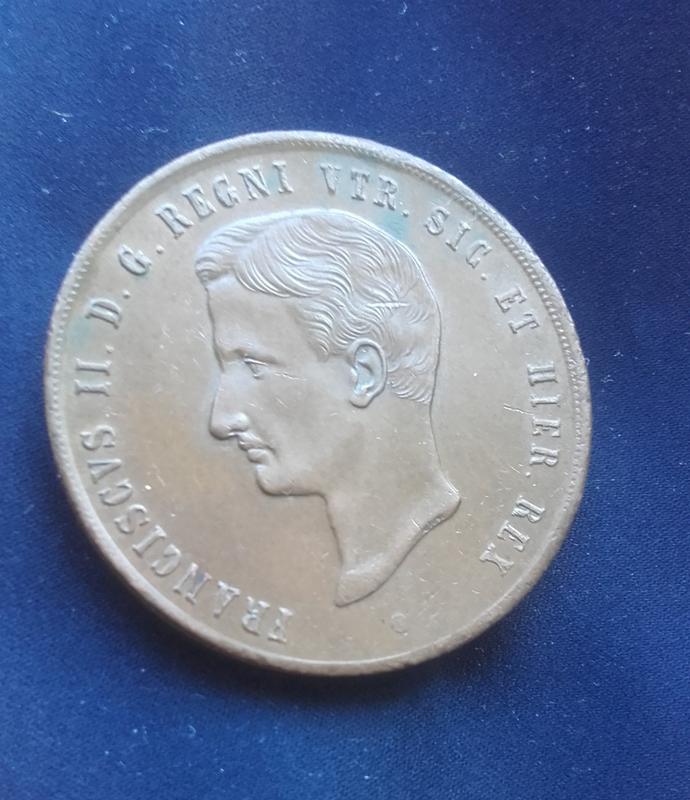 FRANCISCVS II. D. G. REGNI VTR. SIC. ET HIER. REX